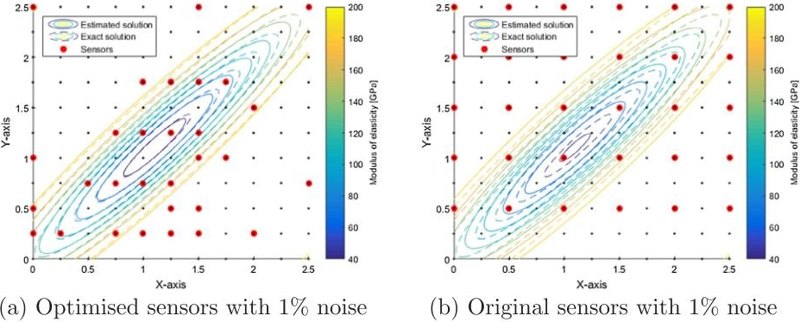 Estimated solution
Exact solution
Sensors
2.5
2
1.5
1
0.5
0
Y-axis
0 0.5 1 1.5 2 2.5
X-axis
200
180
160
140
120
100
80
60
40
Modulus of elasicity [GPa]
(a) Optimised sensors with 1% noise
Estimated solution
Exact solution
Sensors
2.5
2
1.5
1
0.5
0
Y-axis
0 0.5 1 1.5 2 2.5
X-axis
200
180
160
140
120
100
80
60
40
Modulus of elasicity [GPa]
(b) Original sensors with 1% noise